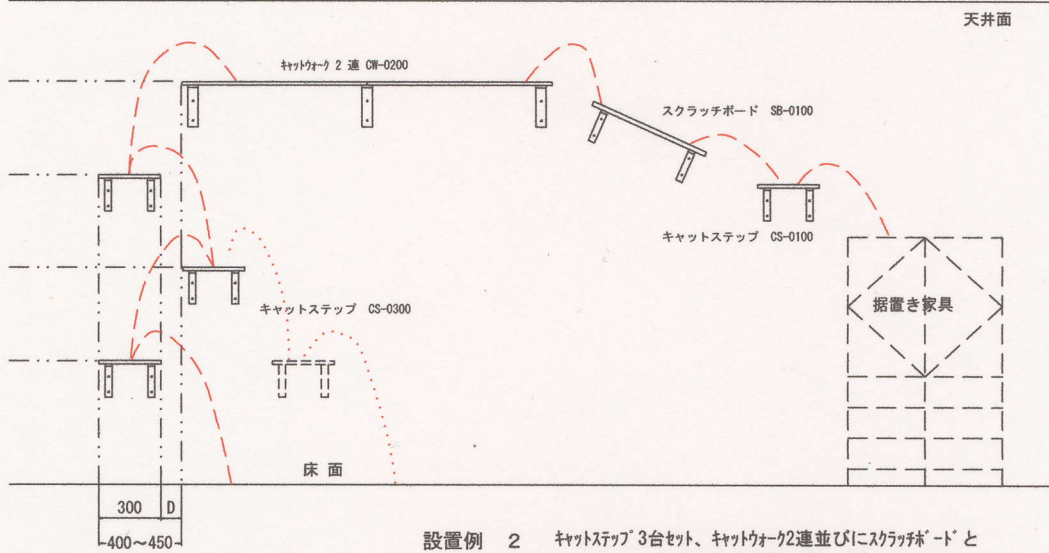 天井面
ｷｬｯﾄｳｫｰｸ 2 連 CW-0200
スクラッチボード SB-0100
キャットステップ CS-0100
キャットステップ CS-0300
据置き家具
床 面
300 D
400～450
設置例 2 ｷｬｯﾄｽﾃｯﾌﾟ3台セット、ｷｬｯﾄｳｫｰｸ2連並びにｽｸﾗｯﾁﾎﾞｰﾄﾞと